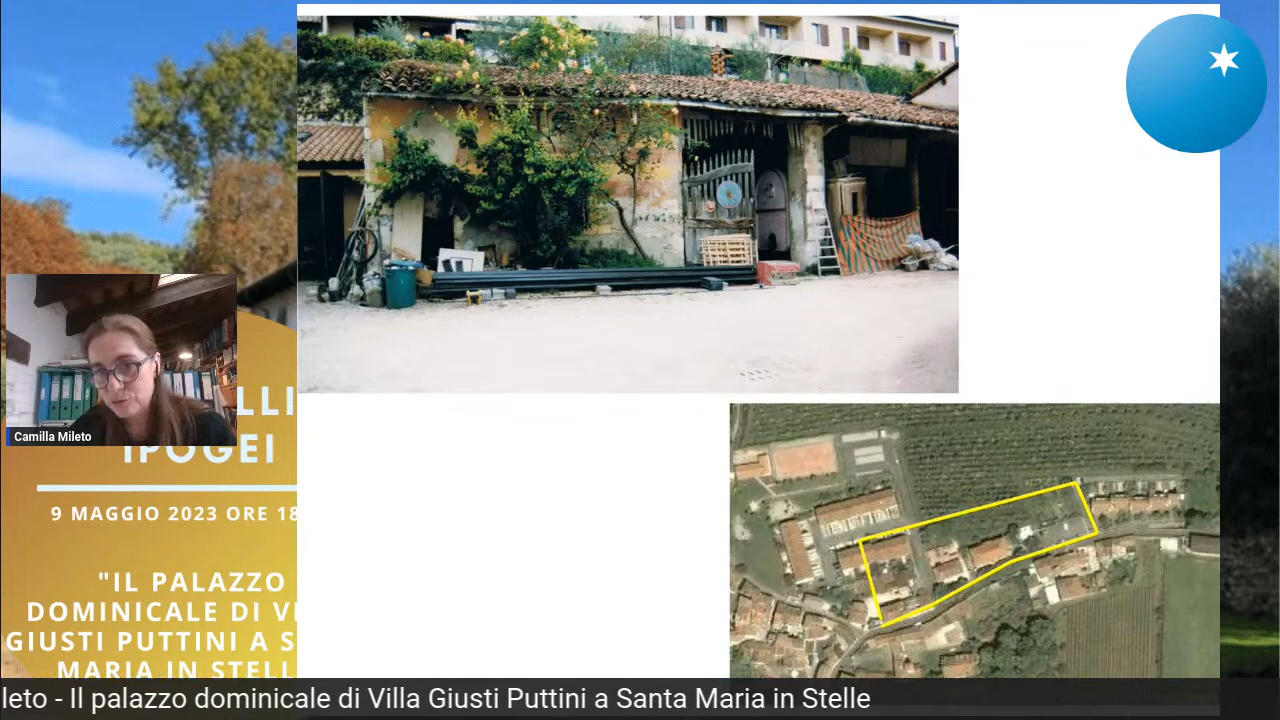 LLI
IPOGEI
Camilla Mileto
9 MAGGIO 2023 ORE 18
"IL PALAZZO
DOMINICALE DI VI
GIUSTI PUTTINI A S
MARIA IN STELL
leto - Il palazzo dominicale di Villa Giusti Puttini a Santa Maria in Stelle